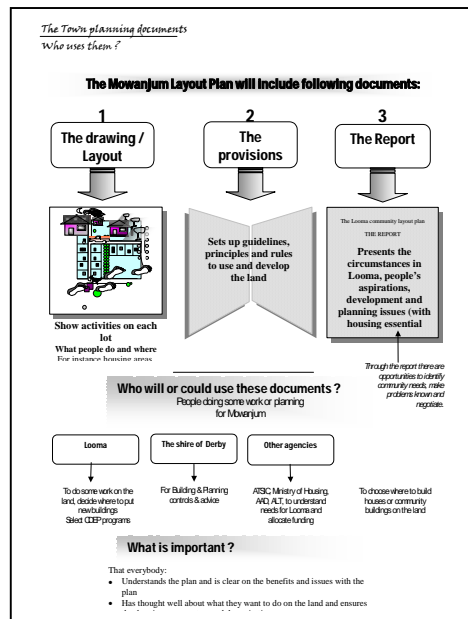 The Town planning documents
Who uses them ?
The Mowanjum Layout Plan will include following documents:
1
The drawing /
Layout
2
The
provisions
3
The Report
Show activities on each
lot
What people do and where
For instance housing areas
Sets up guidelines,
principles and rules
to use and develop
the land
The Looma community layout plan
THE REPORT
Presents the
circumstances in
Looma, people's
aspirations,
development and
planning issues (with
housing essential
Through the report there are
opportunities to identify
community needs, make
problems known and
negotiate.
Who will or could use these documents ?
People doing some work or planning
for Mowanjum
Looma
To do some work on the
land, decide where to put
new buildings
Select CDEP programs
The shire of Derby
For Building & Planning
controls & advice
Other agencies
ATSIC, Ministry of Housing,
AAD, ALT, to understand
needs for Looma and
allocate funding
To choose where to build
houses or community
buildings on the land
What is important ?
That everybody:
• Understands the plan and is clear on the benefits and issues with the
plan
• Has thought well about what they want to do on the land and ensures